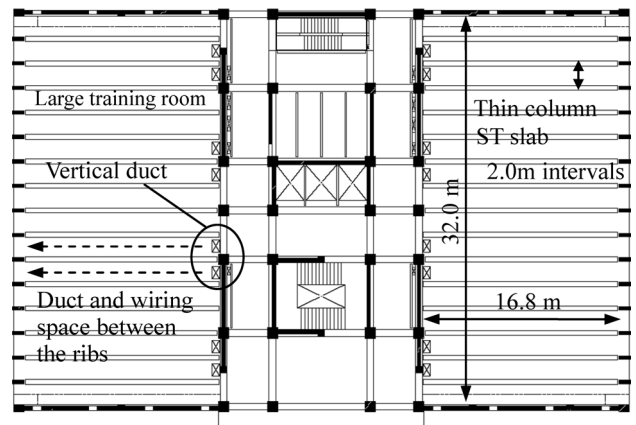 Large training room
Thin column
ST slab
2.0m intervals
Vertical duct
32.0 m
Duct and wiring
space between
the ribs
16.8 m